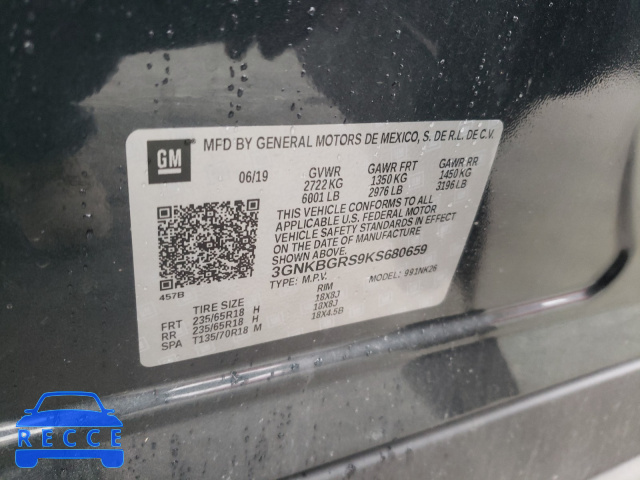 GM
MFD BY GENERAL MOTORS DE MEXICO, S. DE R.L. DE C.V.
06/19 GVWR GAWR FRT GAWR RR
2722 KG 1350 KG 1450 KG
6001 LB 2976 LB 3196 LB
THIS VEHICLE CONFORMS TO ALL
APPLICABLE U.S. FEDERAL MOTOR
VEHICLE SAFETY STANDARDS IN EFFECT
ON THE DATE OF MANUFACTURE
SHOWN ABOVE.
3GNKBGRS9KS680659
TYPE: M.P.V. MODEL: 991NK26
457B
TIRE SIZE RIM
FRT 235/65R18 H 18X8J
RR 235/65R18 H 18X8J
SPA T135/70R18 M 18X4.5B
RECCE